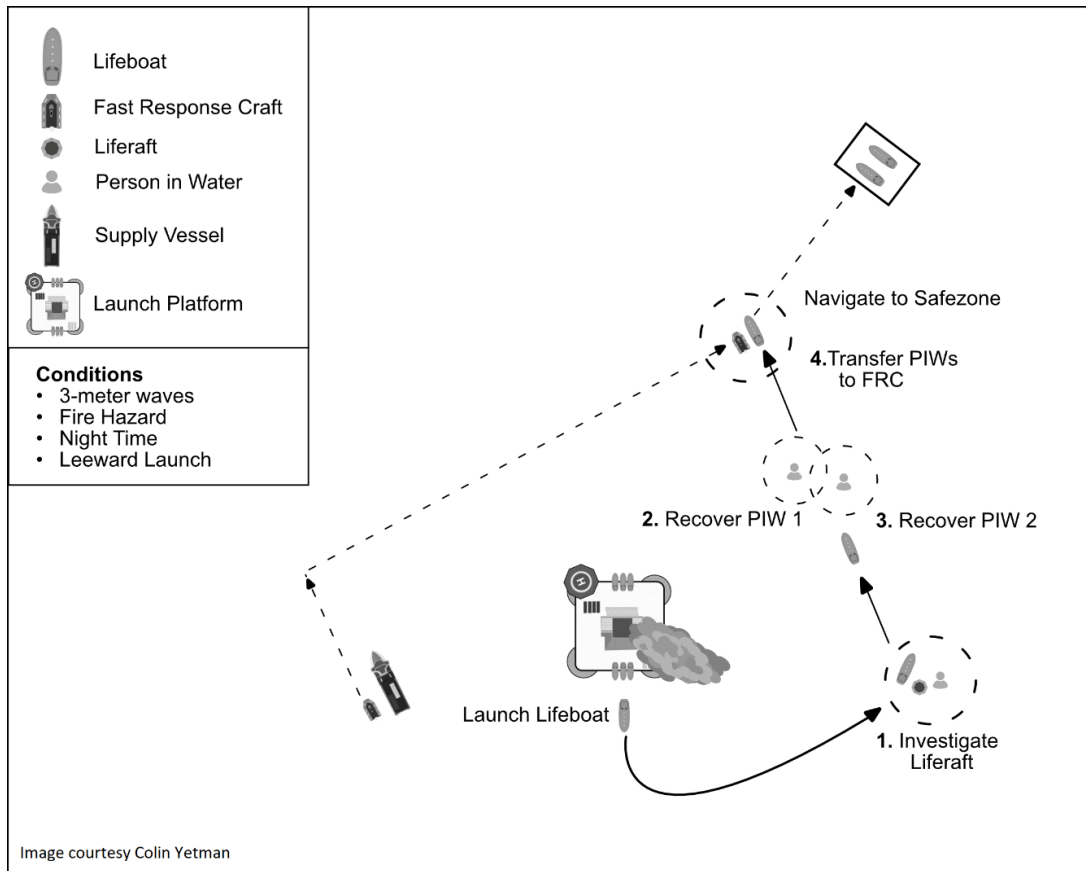 Lifeboat
Fast Response Craft
Liferaft
Person in Water
Supply Vessel
H
Launch Platform
Conditions
• 3-meter waves
• Fire Hazard
• Night Time
• Leeward Launch
Navigate to Safezone
4.Transfer PIWs
to FRC
2. Recover PIW 1
3. Recover PIW 2
H
Launch Lifeboat
1. Investigate
Liferaft
Image courtesy Colin Yetman